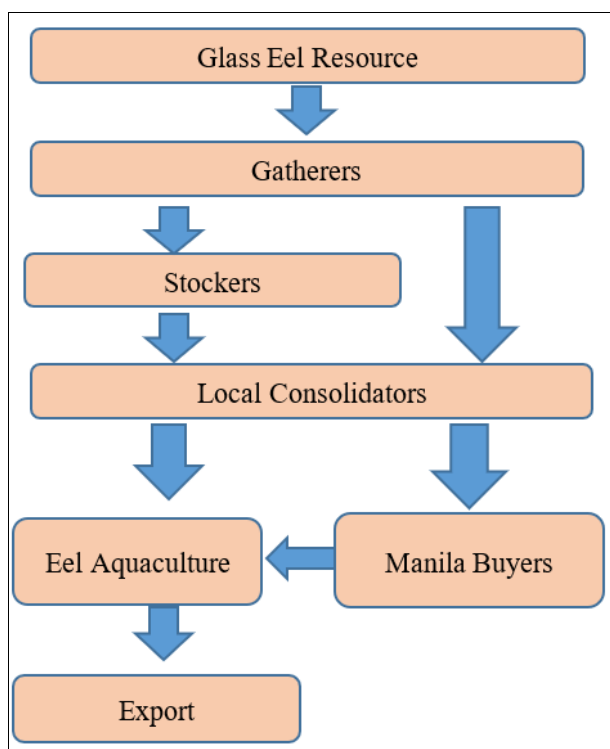 Glass Eel Resource
Gatherers
Stockers
Local Consolidators
Eel Aquaculture
Manila Buyers
Export